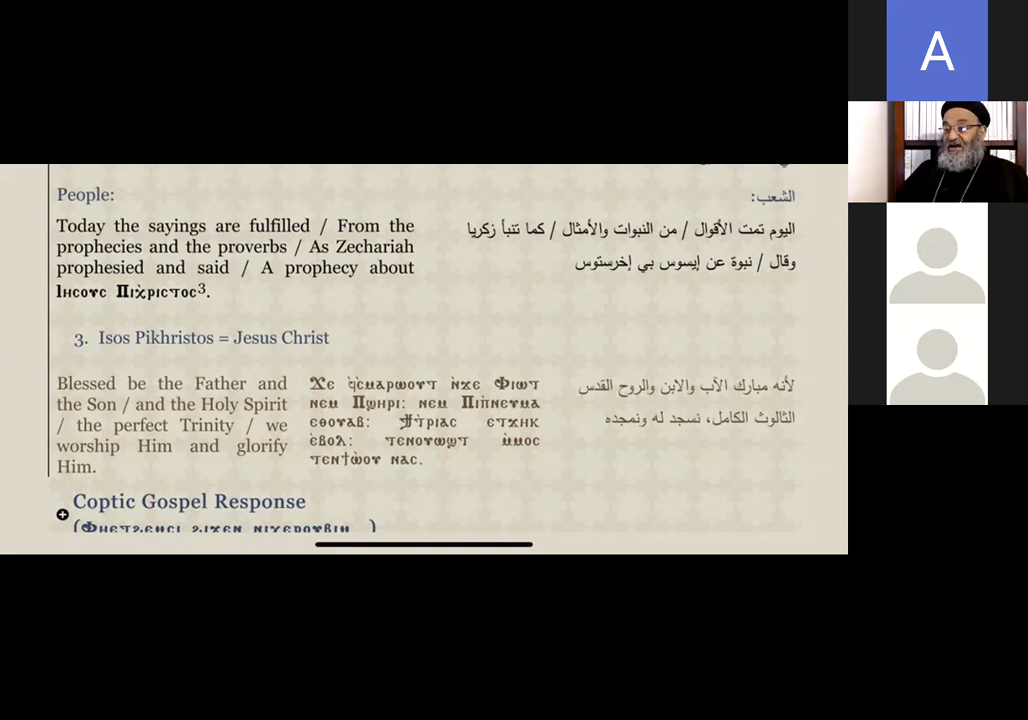 A
People:
الشعب:
Today the sayings are fulfilled / From the
prophecies and the proverbs / As Zechariah
prophesied and said / A prophecy about
Ⲓⲏⲥⲟⲩⲥ Ⲡⲓⲭ̀ⲣⲓⲥⲧⲟⲥ3.
اليوم تمت الأقوال / من النبوات والأمثال / كما تنبأ زكريا
وقال / نبوة عن إيسوس بي إخرستوس
3. Isos Pikhristos = Jesus Christ
Blessed be the Father and
the Son / and the Holy Spirit
/ the perfect Trinity / we
worship Him and glorify
Him.
Ϫⲉ ϥ̀ⲥⲙⲁⲣⲱⲟⲩⲧ ⲛ̀ϫⲉ Ⲫⲓⲱⲧ
ⲛⲉⲙ Ⲡϣⲏⲣⲓ: ⲛⲉⲙ Ⲡⲓⲡ̀ⲛⲉⲩⲙⲁ
ⲉⲑⲟⲩⲁⲃ: Ϯⲧ̀ⲣⲓⲁⲥ ⲉⲧϫⲏⲕ
ⲉ̀ⲃⲟⲗ: ⲧⲉⲛⲟⲩⲱϣⲧ ⲙ̀ⲙⲟⲥ
ⲧⲉⲛϯⲱ̀ⲟⲩ ⲛⲁⲥ.
لأنه مبارك الآب والابن والروح القدس
الثالوث الكامل، نسجد له ونمجده
Coptic Gospel Response
(Ⲫⲏⲉⲧϩⲉⲙⲥⲓ ϩⲓϫⲉⲛ ⲛⲓⲭⲉⲣⲟⲩⲃⲓⲙ )